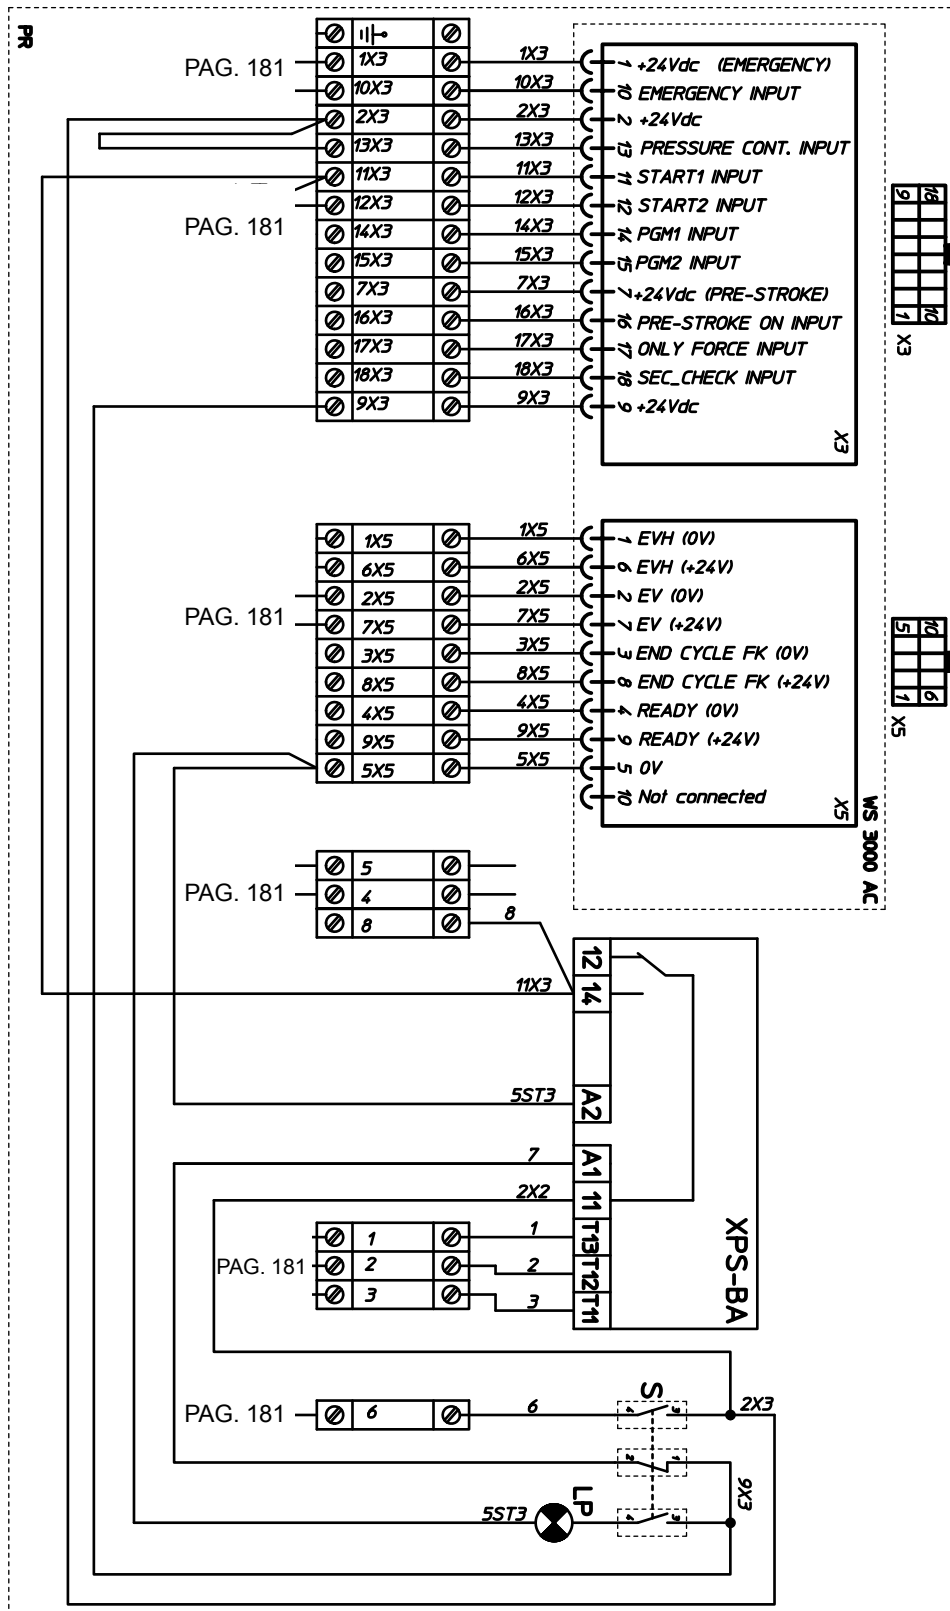 PR
PAG. 181
1X3
1X3
1 +24Vdc (EMERGENCY)
10X3
10X3
10 EMERGENCY INPUT
2X3
2X3
2 +24Vdc
13X3
13X3
13 PRESSURE CONT. INPUT
11X3
11X3
11 START1 INPUT
PAG. 181
12X3
12X3
12 START2 INPUT
14X3
14X3
14 PGM1 INPUT
15X3
15X3
15 PGM2 INPUT
7X3
7X3
7 +24Vdc (PRE-STROKE)
16X3
16X3
16 PRE-STROKE ON INPUT
17X3
17X3
17 ONLY FORCE INPUT
18X3
18X3
18 SEC_CHECK INPUT
9X3
9X3
9 +24Vdc
X3
9 18
1 10
X3
1X5
1X5
1 EVH (0V)
6X5
6X5
6 EVH (+24V)
2X5
2X5
2 EV (0V)
PAG. 181
7X5
7X5
7 EV (+24V)
3X5
3X5
3 END CYCLE FK (0V)
8X5
8X5
8 END CYCLE FK (+24V)
4X5
4X5
4 READY (0V)
9X5
9X5
9 READY (+24V)
5X5
5X5
5 0V
10 Not connected
X5
WS 3000 AC
5 10
1 6
X5
PAG. 181
5
4
8
8
12
11X3
14
5ST3
A2
7
A1
2X2
11
XPS-BA
PAG. 181
1
1
T13
2
2
T12
3
3
T11
S
PAG. 181
6
6
4 3
2X3
2 1
9X3
LP
5ST3
4 3